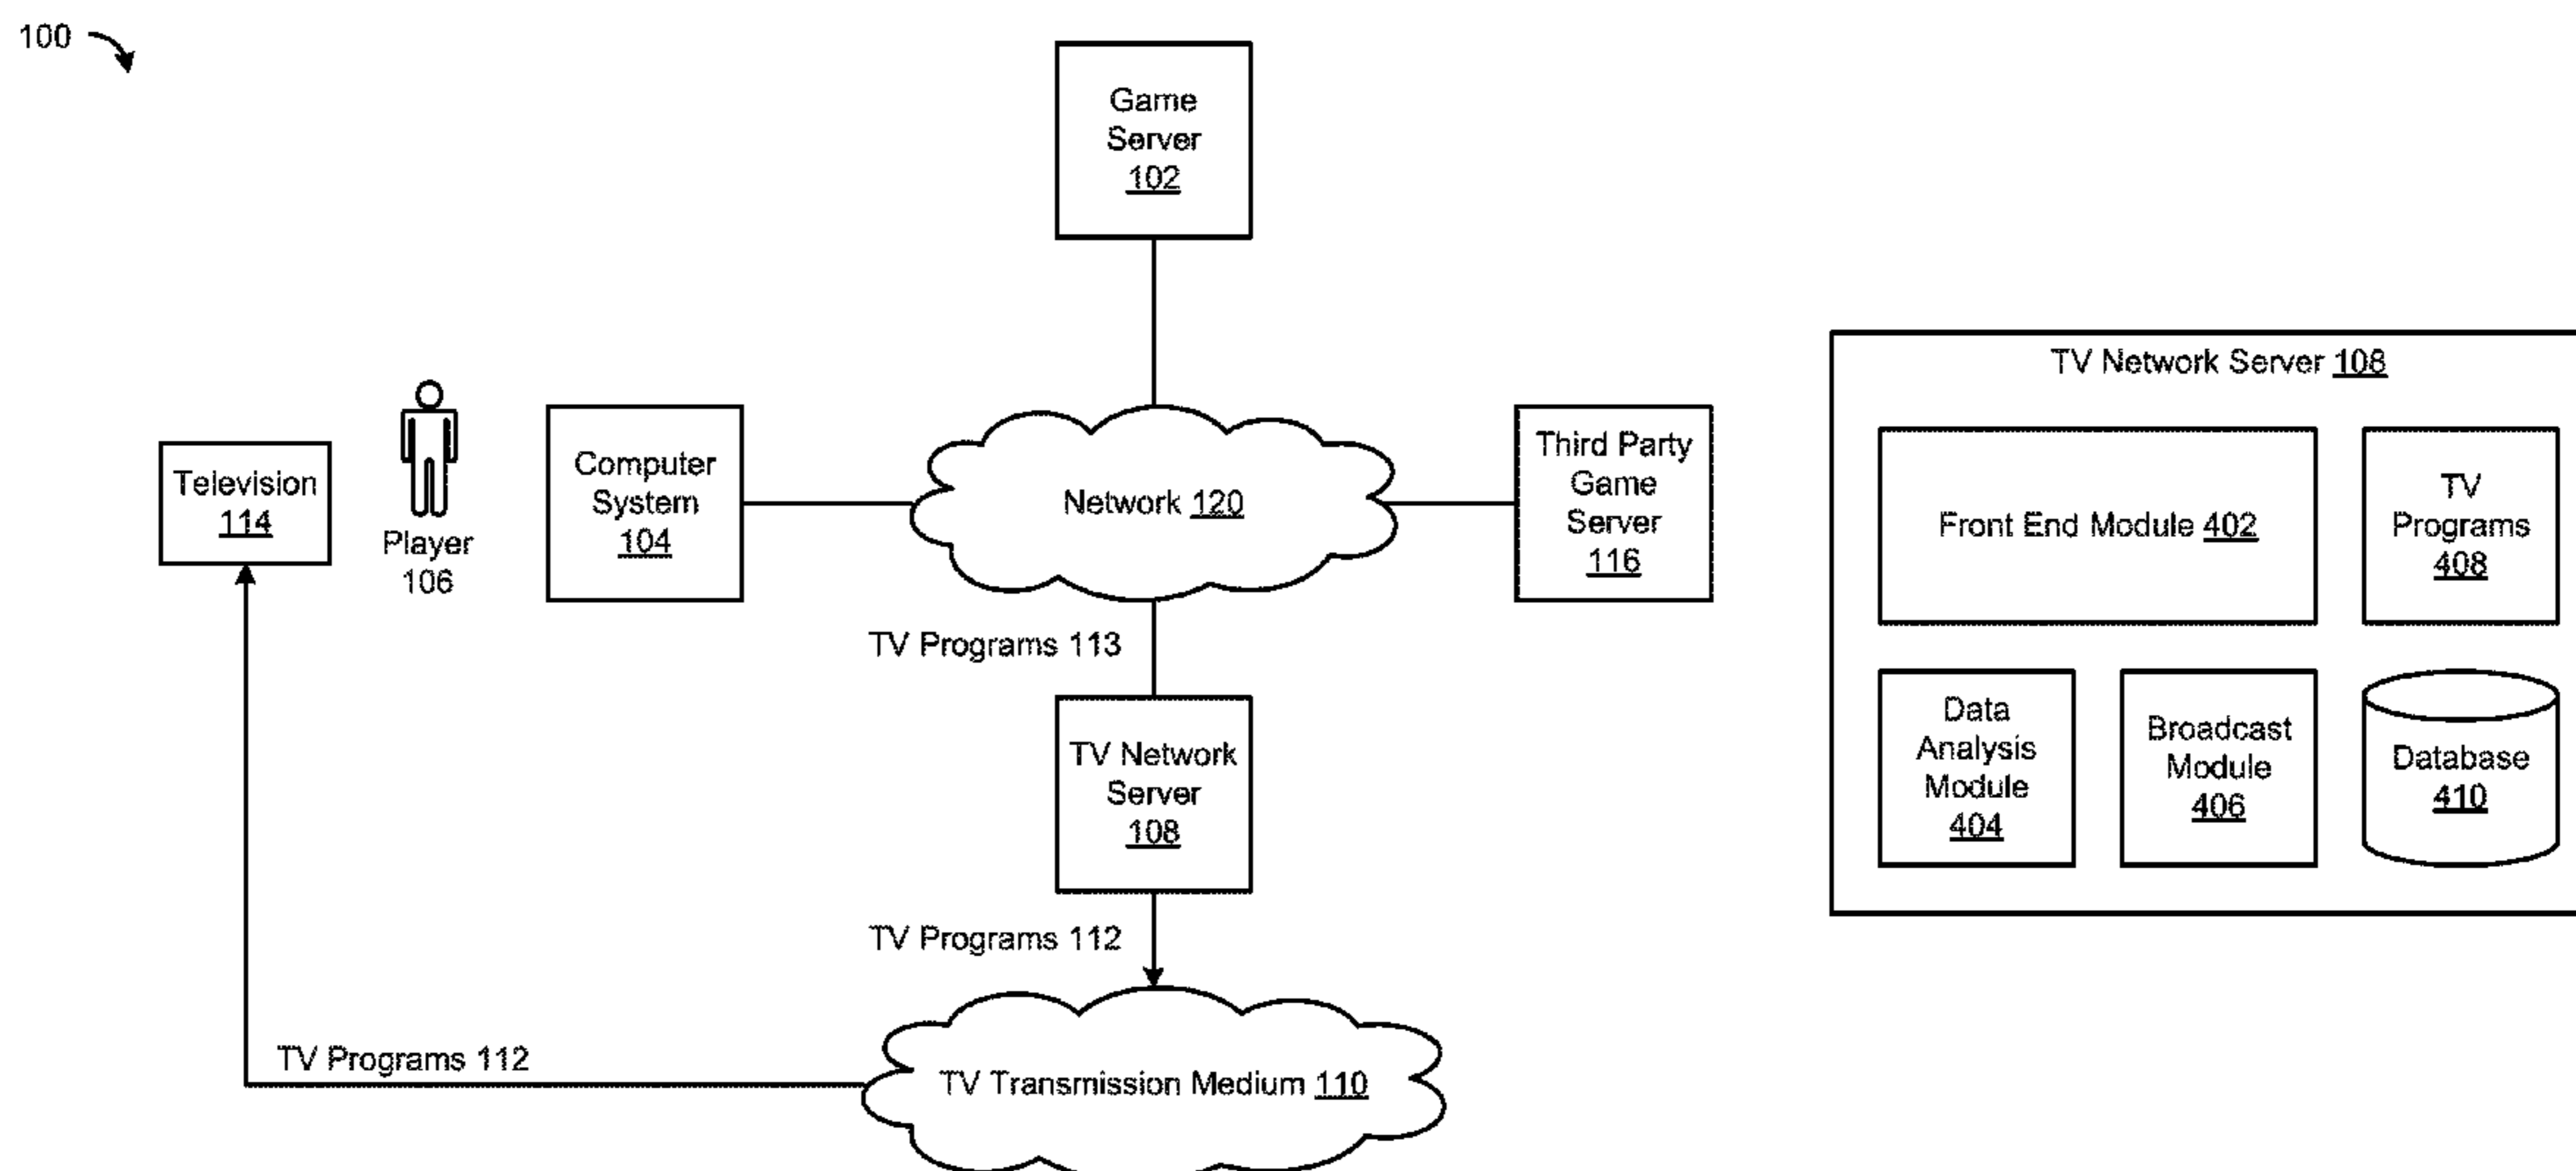 100
Game
Server
102
Television
114
Player
106
Computer
System
104
Network 120
Third Party
Game
Server
116
TV Programs 113
TV Network
Server
108
TV Programs 112
TV Programs 112
TV Transmission Medium 110
TV Network Server 108
Front End Module 402
TV
Programs
408
Data
Analysis
Module
404
Broadcast
Module
406
Database
410